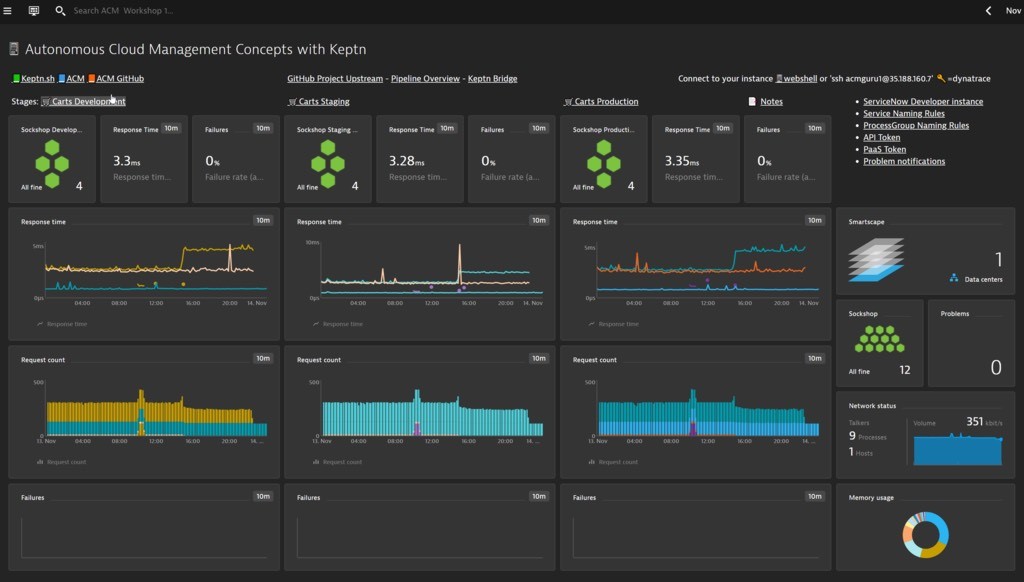 Search ACM Workshop 1...
Nov
Autonomous Cloud Management Concepts with Keptn
Keptn.sh ACM ACM GitHub
GitHub Project Upstream - Pipeline Overview - Keptn Bridge
Connect to your instance webshell or 'ssh acmguru1@35.188.160.7' =dynatrace
Stages: Carts Development
Carts Staging
Carts Production
Notes
ServiceNow Developer instance
Service Naming Rules
ProcessGroup Naming Rules
API Token
PaaS Token
Problem notifications
Sockshop Develop...
All fine 4
Response Time 10m
3.3ms
Response tim...
Failures 10m
0%
Failure rate (a...
Sockshop Staging ...
All fine 4
Response Time 10m
3.28ms
Response tim...
Failures 10m
0%
Failure rate (a...
Sockshop Producti...
All fine 4
Response Time 10m
3.35ms
Response tim...
Failures 10m
0%
Failure rate (a...
Response time 10m
5ms
0µs
04:00 08:00 12:00 16:00 20:00 14. Nov
Response time
Response time 10m
10ms
0µs
04:00 08:00 12:00 16:00 20:00 14. Nov
Response time
Response time 10m
5ms
0µs
04:00 08:00 12:00 16:00 20:00 14. Nov
Response time
Smartscape
1
Data centers
Sockshop
All fine 12
Problems
0
Request count 10m
500
0
13. Nov 04:00 08:00 12:00 16:00 20:00 14. ...
Request count
Request count 10m
500
0
13. Nov 04:00 08:00 12:00 16:00 20:00 14. ...
Request count
Request count 10m
500
0
13. Nov 04:00 08:00 12:00 16:00 20:00 14. ...
Request count
Network status
Talkers
9 Processes
1 Hosts
Volume 351 kbit/s
Failures 10m
Failures 10m
Failures 10m
Memory usage